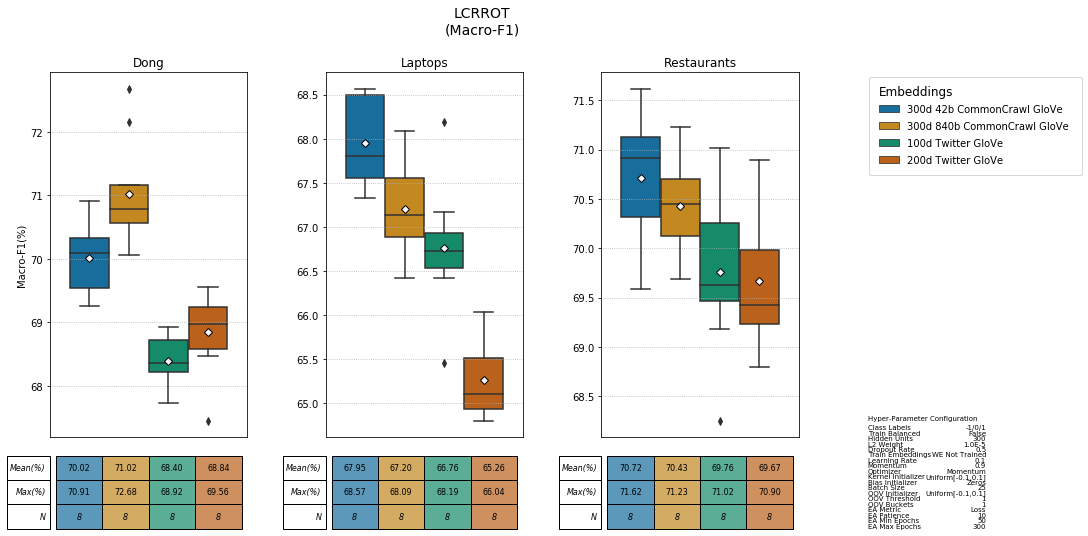 LCRROT
(Macro-F1)
Dong
Laptops
Restaurants
Macro-F1(%)
72
71
70
69
68
68.5
68.0
67.5
67.0
66.5
66.0
65.5
65.0
71.5
71.0
70.5
70.0
69.5
69.0
68.5
Embeddings
300d 42b CommonCrawl GloVe
300d 840b CommonCrawl GloVe
100d Twitter GloVe
200d Twitter GloVe
Mean(%) 70.02 71.02 68.40 68.84
Max(%) 70.91 72.68 68.92 69.56
N 8 8 8 8
Mean(%) 67.95 67.20 66.76 65.26
Max(%) 68.57 68.09 68.19 66.04
N 8 8 8 8
Mean(%) 70.72 70.43 69.76 69.67
Max(%) 71.62 71.23 71.02 70.90
N 8 8 8 8
Hyper-Parameter Configuration
Class Labels -1/0/1
Train Balanced False
Hidden Units 300
L2 Weight 1.0E-5
Dropout Rate 0.5
Train Embeddings WE Not Trained
Learning Rate 0.1
Momentum 0.9
Optimizer Momentum
Kernel Initializer Uniform[-0.1,0.1]
Bias Initializer Zeros
Batch Size 25
OOV Initializer Uniform[-0.1,0.1]
OOV Threshold 1
OOV Buckets 1
EA Metric Loss
EA Patience 10
EA Min Epochs 50
EA Max Epochs 300